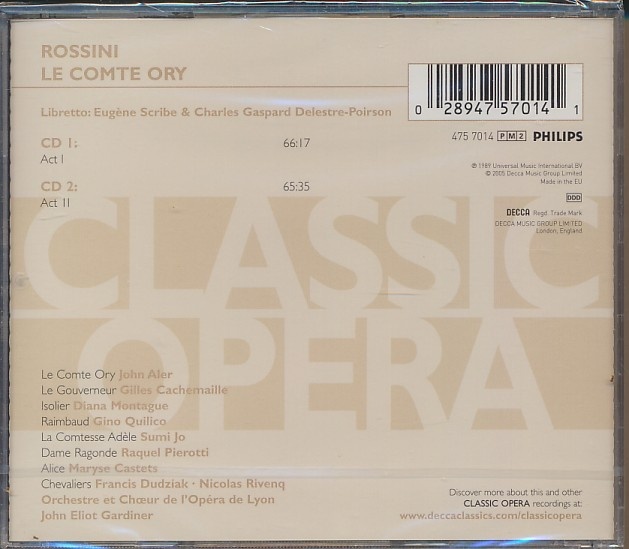 ROSSINI
LE COMTE ORY
Libretto: Eugène Scribe & Charles Gaspard Delestre-Poirson
CD 1: 66:17
Act I
CD 2: 65:35
Act II
0 28947 57014 1
475 7014 PM2 PHILIPS
℗ 1989 Universal Music International BV
© 2005 Decca Music Group Limited
Made in the EU
DDD
DECCA Regd. Trade Mark
DECCA MUSIC GROUP LIMITED
London, England
CLASSIC
OPERA
Le Comte Ory John Aler
Le Gouverneur Gilles Cachemaille
Isolier Diana Montague
Raimbaud Gino Quilico
La Comtesse Adèle Sumi Jo
Dame Ragonde Raquel Pierotti
Alice Maryse Castets
Chevaliers Francis Dudziak · Nicolas Rivenq
Orchestre et Chœur de l'Opéra de Lyon
John Eliot Gardiner
Discover more about this and other
CLASSIC OPERA recordings at:
www.deccaclassics.com/classicopera